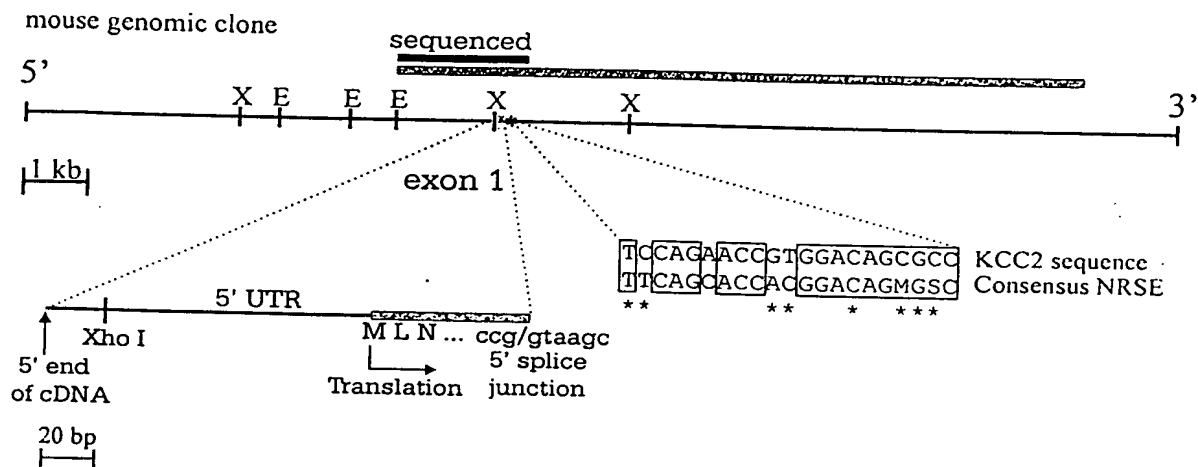 mouse genomic clone
sequenced
5' 3'
X E E E X X
1 kb
exon 1
TCCAGAACCGTGGACAGCGCC KCC2 sequence
TTCAGCACCACGGACAGMGSC Consensus NRSE
** ** * ***
5' UTR
Xho I
M L N ... ccg/gtaagc
5' end
of cDNA
Translation
5' splice
junction
20 bp